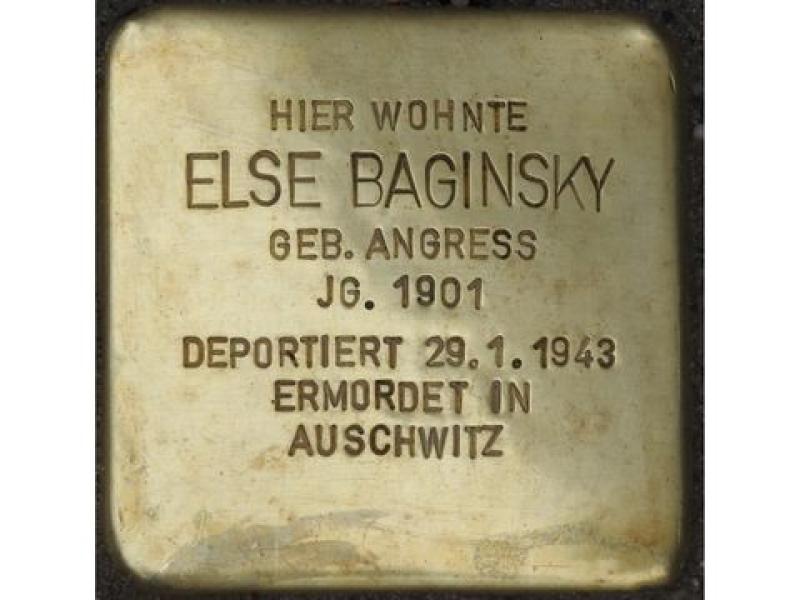 HIER WOHNTE
ELSE BAGINSKY
GEB. ANGRESS
JG. 1901
DEPORTIERT 29.1.1943
ERMORDET IN
AUSCHWITZ